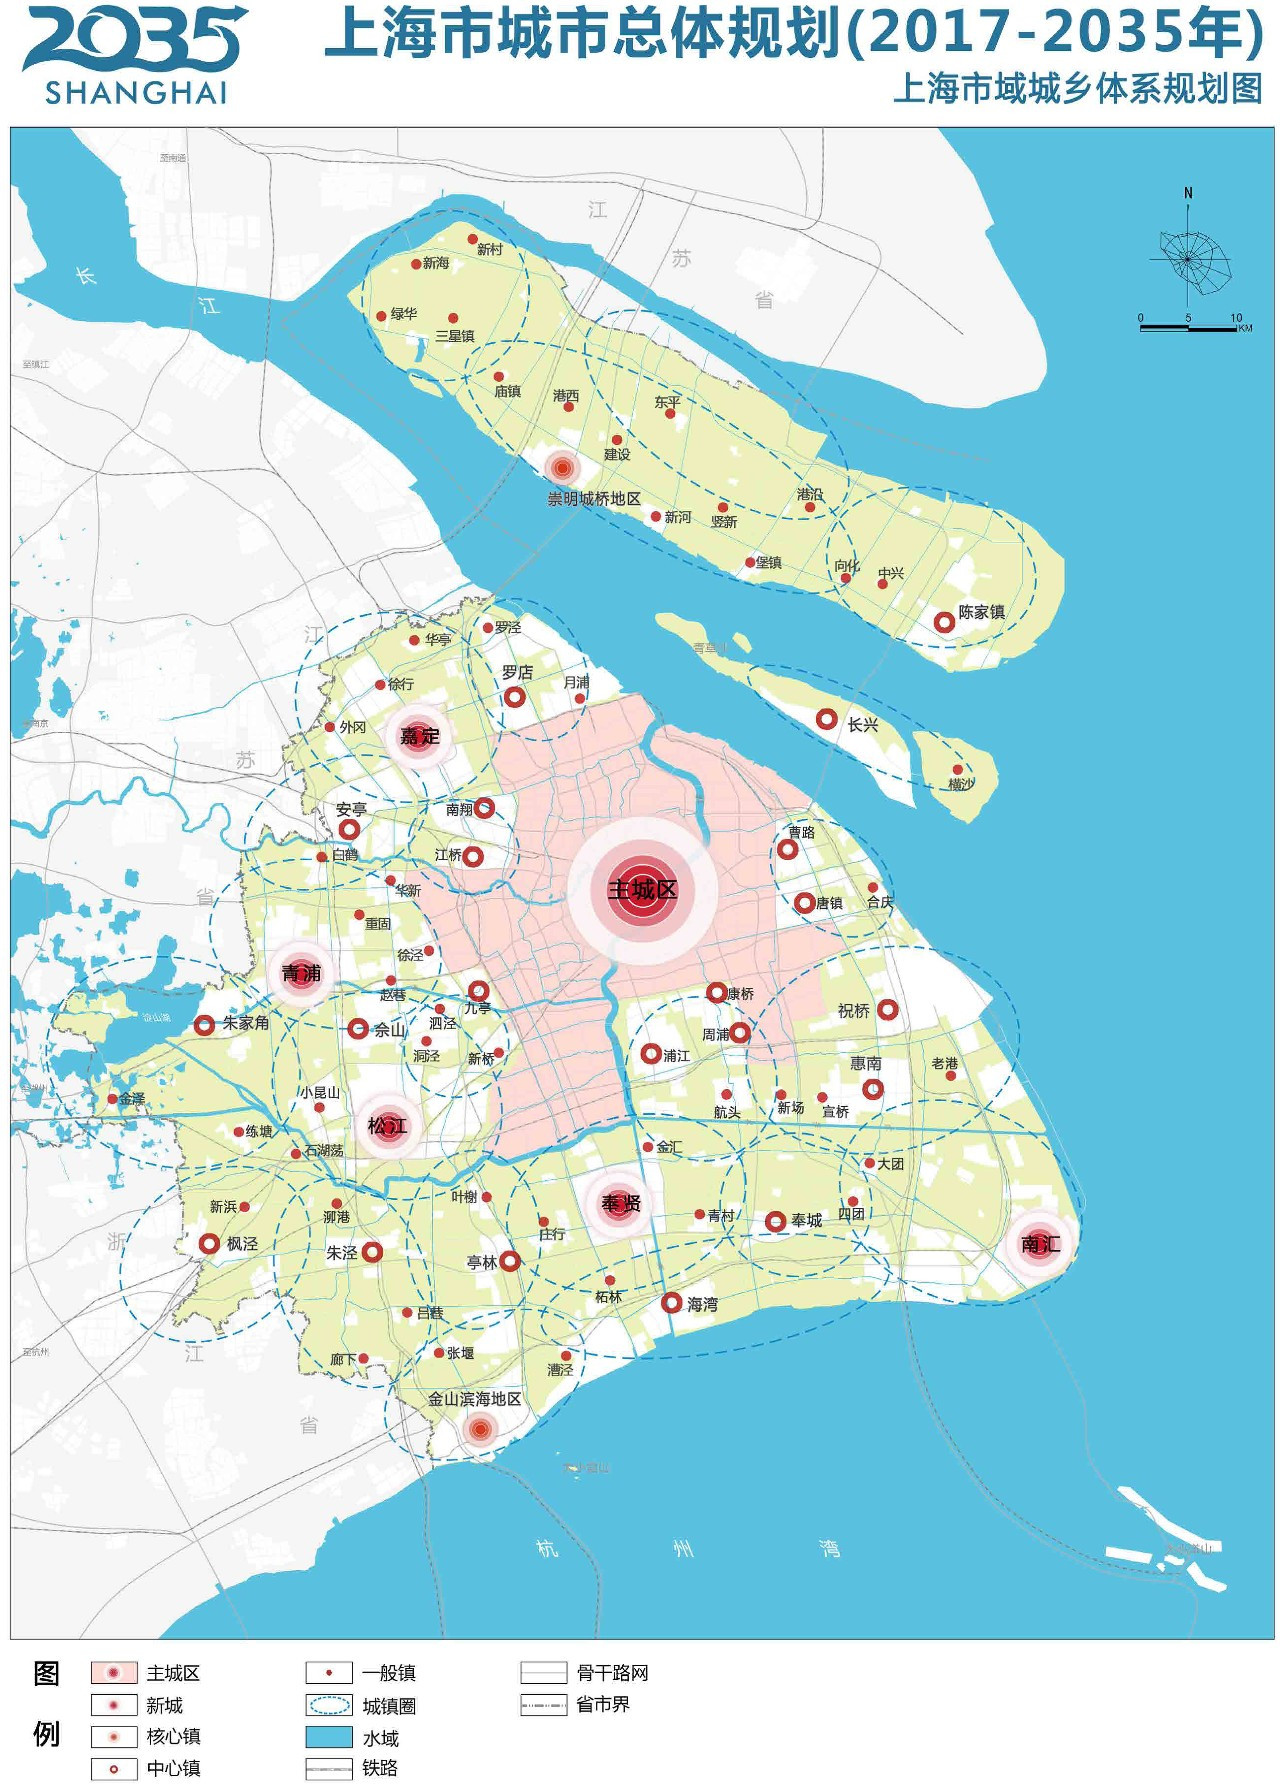 2035
SHANGHAI
上海市城市总体规划(2017-2035年)
上海市域城乡体系规划图
至南通
江
苏
省
N
0 5 10
KM
长
江
新村
新海
绿华
三星镇
至镇江
庙镇
港西
东平
建设
崇明城桥地区
新河
竖新
港沿
堡镇
向化
中兴
陈家镇
江
华亭
罗泾
罗店
徐行
月浦
外冈
嘉定
长兴
横沙
苏
安亭
南翔
曹路
白鹤
江桥
省
华新
主城区
唐镇
合庆
重固
徐泾
青浦
赵巷
九亭
康桥
朱家角
佘山
泗泾
祝桥
周浦
洞泾
新桥
浦江
惠南
老港
金泽
小昆山
航头
新场
宣桥
松江
练塘
石湖荡
金汇
大团
新浜
泖港
叶榭
奉贤
青村
四团
浙
枫泾
朱泾
庄行
奉城
南汇
亭林
柘林
海湾
吕巷
江
至杭州
廊下
张堰
漕泾
金山滨海地区
省
杭
州
湾
图
例
主城区
新城
核心镇
中心镇
一般镇
城镇圈
水域
铁路
骨干路网
省市界